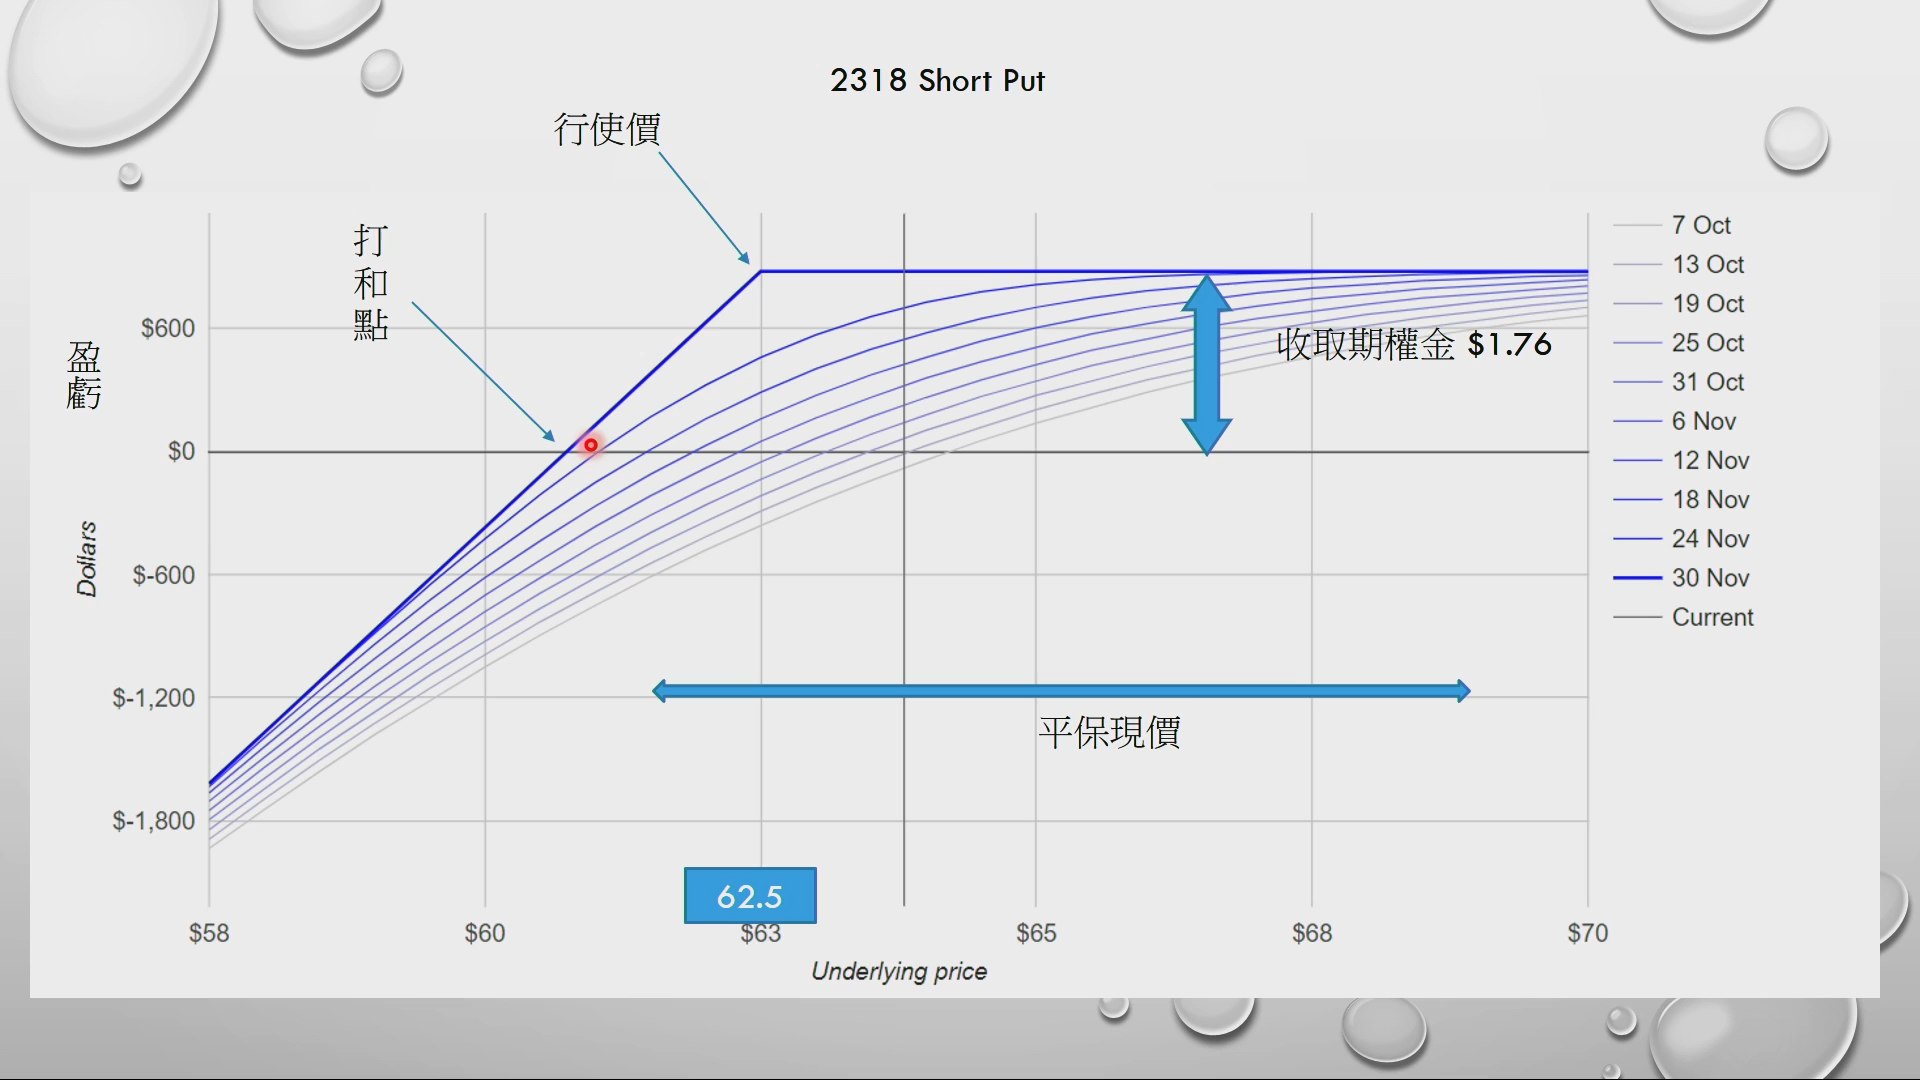 2318 Short Put
行使價
打
和
點
盈
虧
Dollars
$600
$0
$-600
$-1,200
$-1,800
收取期權金 $1.76
平保現價
62.5
$58
$60
$63
$65
$68
$70
Underlying price
7 Oct
13 Oct
19 Oct
25 Oct
31 Oct
6 Nov
12 Nov
18 Nov
24 Nov
30 Nov
Current